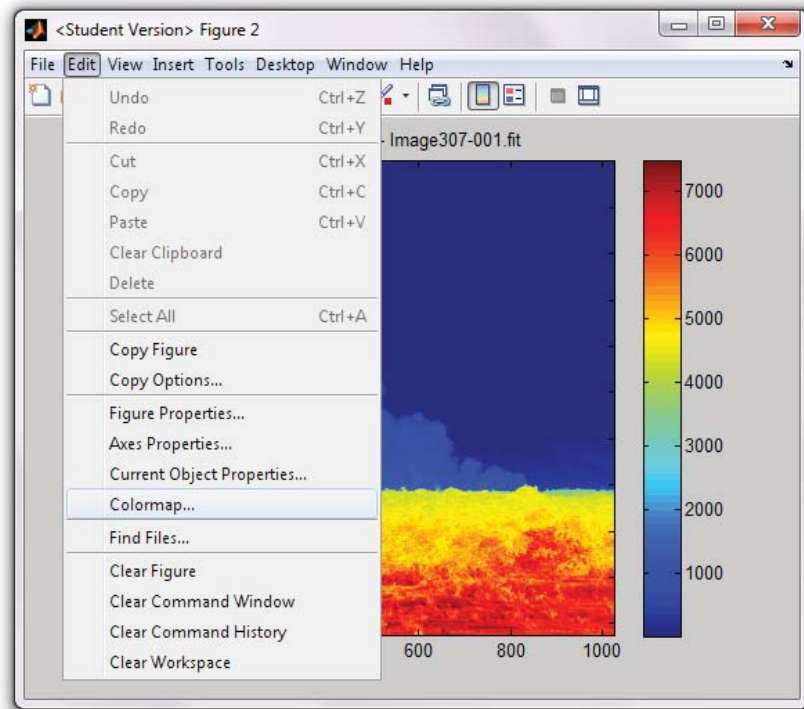 <Student Version> Figure 2
File Edit View Insert Tools Desktop Window Help
Undo Ctrl+Z
Redo Ctrl+Y
Cut Ctrl+X
Copy Ctrl+C
Paste Ctrl+V
Clear Clipboard
Delete
Select All Ctrl+A
Copy Figure
Copy Options...
Figure Properties...
Axes Properties...
Current Object Properties...
Colormap...
Find Files...
Clear Figure
Clear Command Window
Clear Command History
Clear Workspace
- Image307-001.fit
7000
6000
5000
4000
3000
2000
1000
600 800 1000